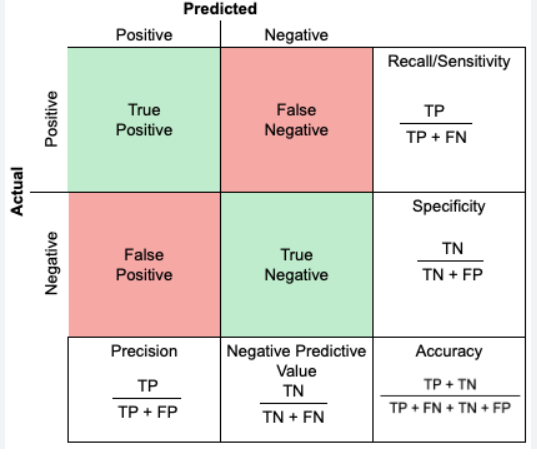 Predicted
Positive
Negative
Recall/Sensitivity
Actual
Positive
True
Positive
False
Negative
TP
TP + FN
Negative
False
Positive
True
Negative
Specificity
TN
TN + FP
Precision
TP
TP + FP
Negative Predictive
Value
TN
TN + FN
Accuracy
TP + TN
TP + FN + TN + FP